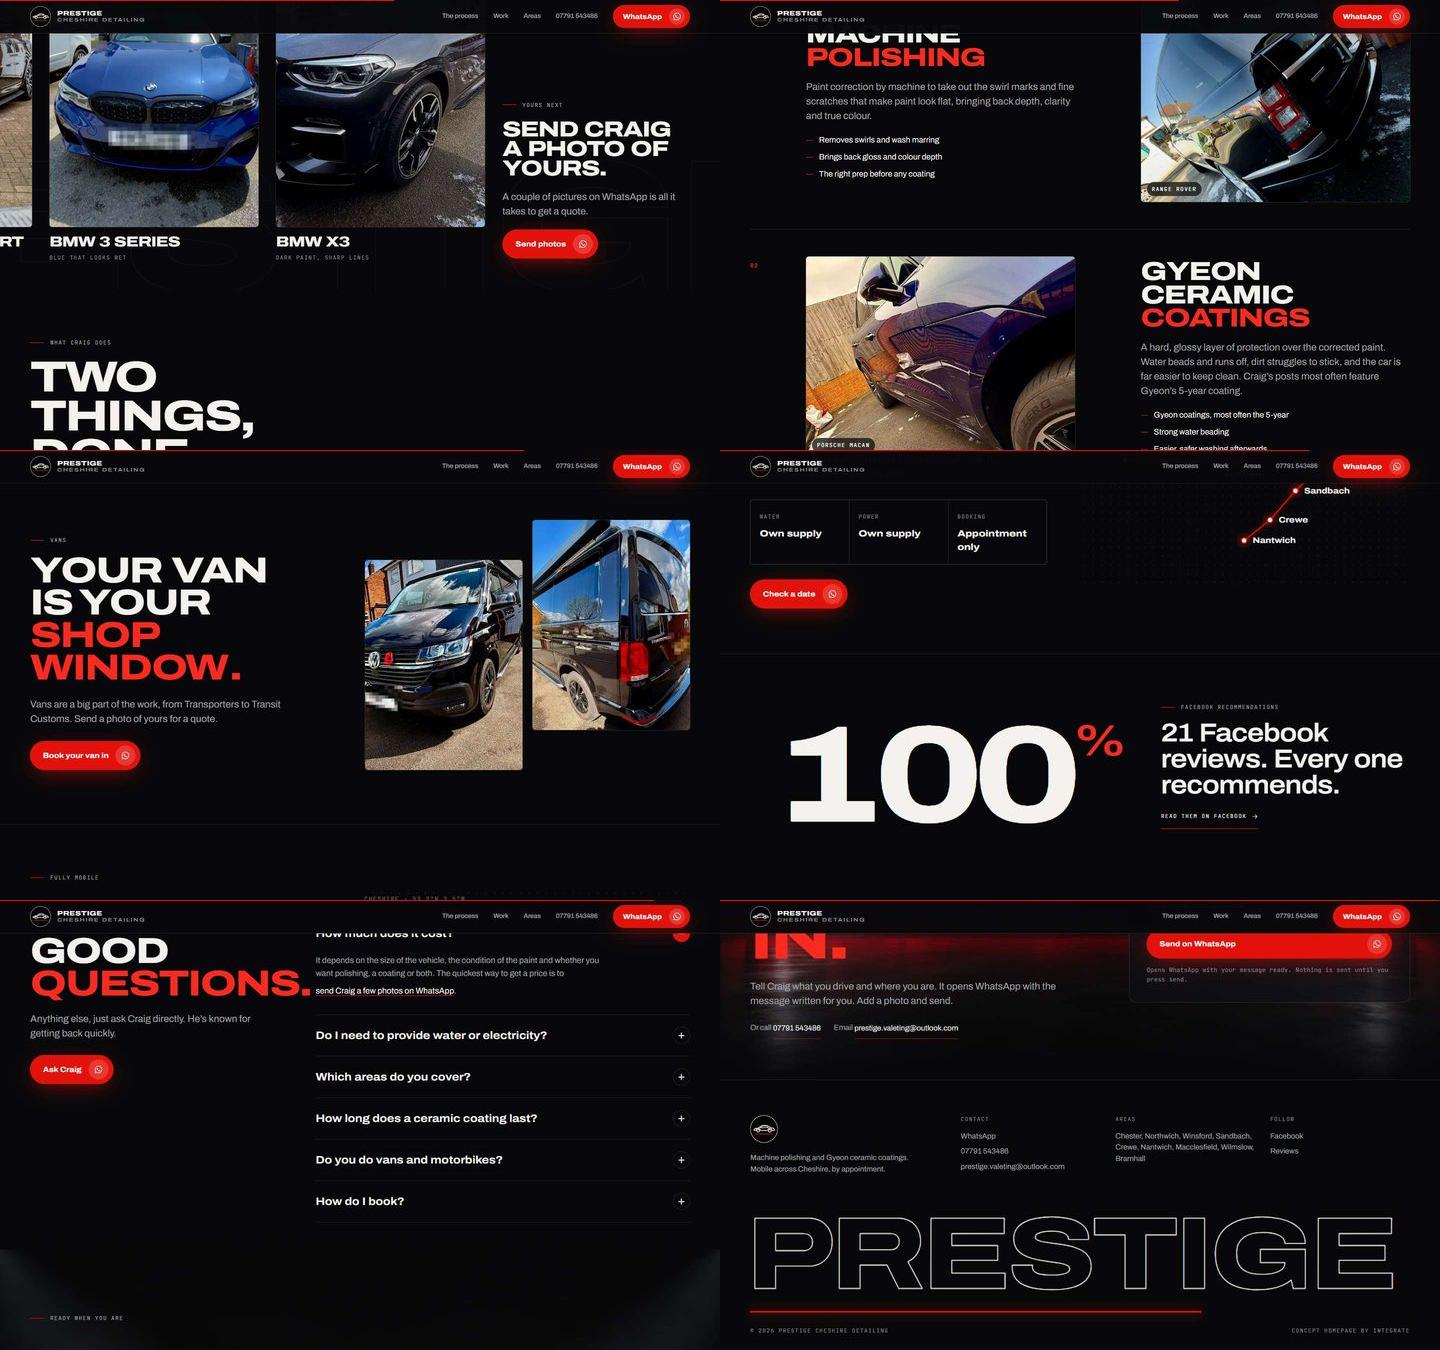 PRESTIGE
CHESHIRE DETAILING
The process
Work
Areas
07791 543486
WhatsApp
RT
BMW 3 SERIES
BLUE THAT LOOKS WET
BMW X3
DARK PAINT, SHARP LINES
YOURS NEXT
SEND CRAIG
A PHOTO OF
YOURS.
A couple of pictures on WhatsApp is all it
takes to get a quote.
Send photos
WHAT CRAIG DOES
TWO
THINGS,
DONE
PRESTIGE
CHESHIRE DETAILING
The process
Work
Areas
07791 543486
WhatsApp
MACHINE
POLISHING
Paint correction by machine to take out the swirl marks and fine
scratches that make paint look flat, bringing back depth, clarity
and true colour.
Removes swirls and wash marring
Brings back gloss and colour depth
The right prep before any coating
RANGE ROVER
02
PORSCHE MACAN
GYEON
CERAMIC
COATINGS
A hard, glossy layer of protection over the corrected paint.
Water beads and runs off, dirt struggles to stick, and the car is
far easier to keep clean. Craig's posts most often feature
Gyeon's 5-year coating.
Gyeon coatings, most often the 5-year
Strong water beading
Easier, safer washing afterwards
PRESTIGE
CHESHIRE DETAILING
The process
Work
Areas
07791 543486
WhatsApp
VANS
YOUR VAN
IS YOUR
SHOP
WINDOW.
Vans are a big part of the work, from Transporters to Transit
Customs. Send a photo of yours for a quote.
Book your van in
FULLY MOBILE
PRESTIGE
CHESHIRE DETAILING
The process
Work
Areas
07791 543486
WhatsApp
WATER
Own supply
POWER
Own supply
BOOKING
Appointment
only
Check a date
Sandbach
Crewe
Nantwich
100%
FACEBOOK RECOMMENDATIONS
21 Facebook
reviews. Every one
recommends.
READ THEM ON FACEBOOK →
PRESTIGE
CHESHIRE DETAILING
The process
Work
Areas
07791 543486
WhatsApp
GOOD
QUESTIONS.
Anything else, just ask Craig directly. He's known for
getting back quickly.
Ask Craig
How much does it cost?
It depends on the size of the vehicle, the condition of the paint and whether you
want polishing, a coating or both. The quickest way to get a price is to
send Craig a few photos on WhatsApp.
Do I need to provide water or electricity?
Which areas do you cover?
How long does a ceramic coating last?
Do you do vans and motorbikes?
How do I book?
READY WHEN YOU ARE
PRESTIGE
CHESHIRE DETAILING
The process
Work
Areas
07791 543486
WhatsApp
IN.
Tell Craig what you drive and where you are. It opens WhatsApp with the
message written for you. Add a photo and send.
Or call 07791 543486
Email prestige.valeting@outlook.com
Send on WhatsApp
Opens WhatsApp with your message ready. Nothing is sent until you
press send.
Machine polishing and Gyeon ceramic coatings.
Mobile across Cheshire, by appointment.
CONTACT
WhatsApp
07791 543486
prestige.valeting@outlook.com
AREAS
Chester, Northwich, Winsford, Sandbach,
Crewe, Nantwich, Macclesfield, Wilmslow,
Bramhall
FOLLOW
Facebook
Reviews
PRESTIGE
© 2026 PRESTIGE CHESHIRE DETAILING
CONCEPT HOMEPAGE BY INTEGRATE